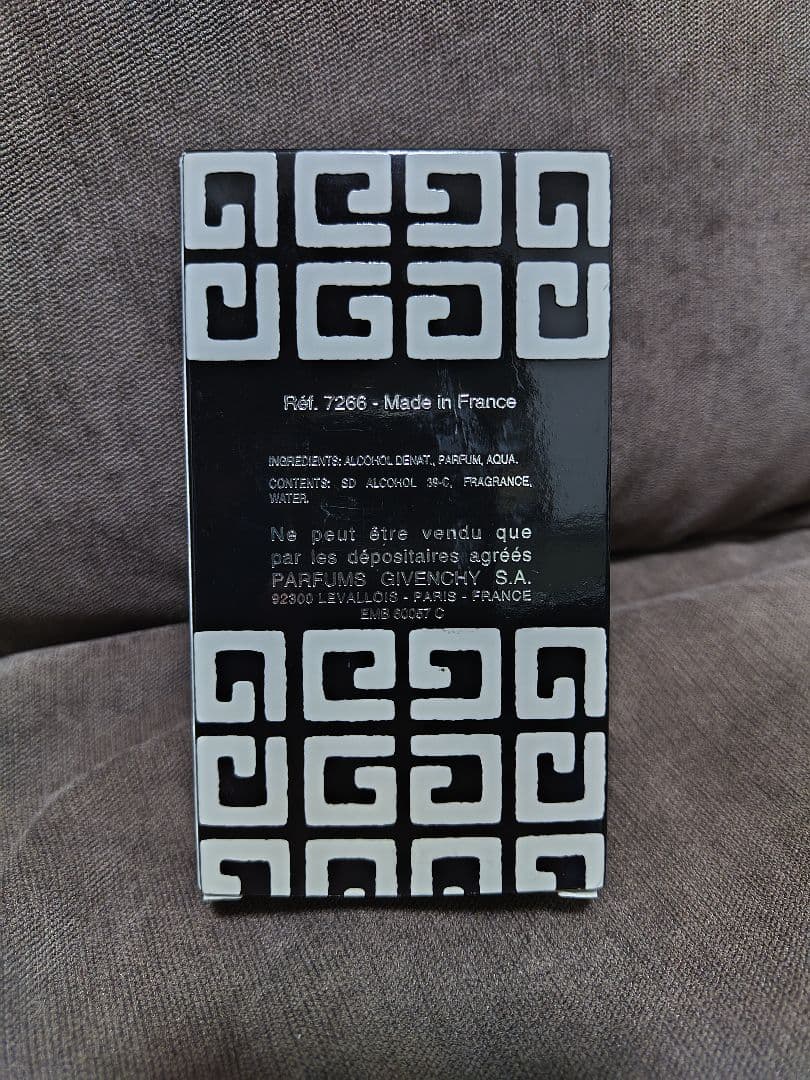 Réf. 7266 - Made in France
INGREDIENTS: ALCOHOL DENAT., PARFUM, AQUA.
CONTENTS: SD ALCOHOL 39-C, FRAGRANCE,
WATER.
Ne peut être vendu que
par les dépositaires agréés
PARFUMS GIVENCHY S.A.
92300 LEVALLOIS - PARIS - FRANCE
EMB 60057 C